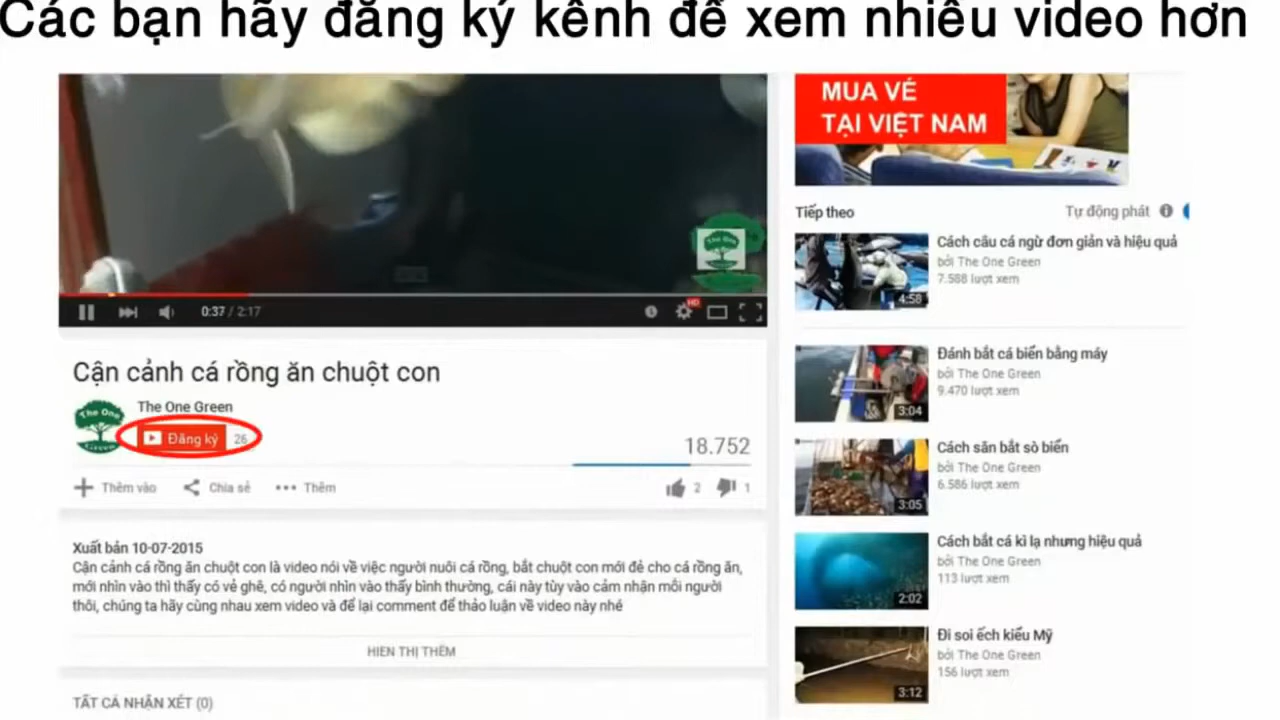 Các bạn hãy đăng ký kênh để xem nhiều video hơn
MUA VÉ
TẠI VIỆT NAM
The One
0:37 / 2:17
HD
Cận cảnh cá rồng ăn chuột con
The One Green
The One
Green
Đăng ký 26
18.752
Thêm vào Chia sẻ Thêm
2 1
Xuất bản 10-07-2015
Cận cảnh cá rồng ăn chuột con là video nói về việc người nuôi cá rồng, bắt chuột con mới đẻ cho cá rồng ăn,
mới nhìn vào thì thấy có vẻ ghê, có người nhìn vào thấy bình thường, cái này tùy vào cảm nhận mỗi người
thôi, chúng ta hãy cùng nhau xem video và để lại comment để thảo luận về video này nhé
HIỂN THỊ THÊM
TẤT CẢ NHẬN XÉT (0)
Tiếp theo
Tự động phát
Cách câu cá ngừ đơn giản và hiệu quả
bởi The One Green
7.588 lượt xem
4:58
Đánh bắt cá biển bằng máy
bởi The One Green
9.470 lượt xem
3:04
Cách săn bắt sò biển
bởi The One Green
6.586 lượt xem
3:05
Cách bắt cá kì lạ nhưng hiệu quả
bởi The One Green
113 lượt xem
2:02
Đi soi ếch kiểu Mỹ
bởi The One Green
156 lượt xem
3:12